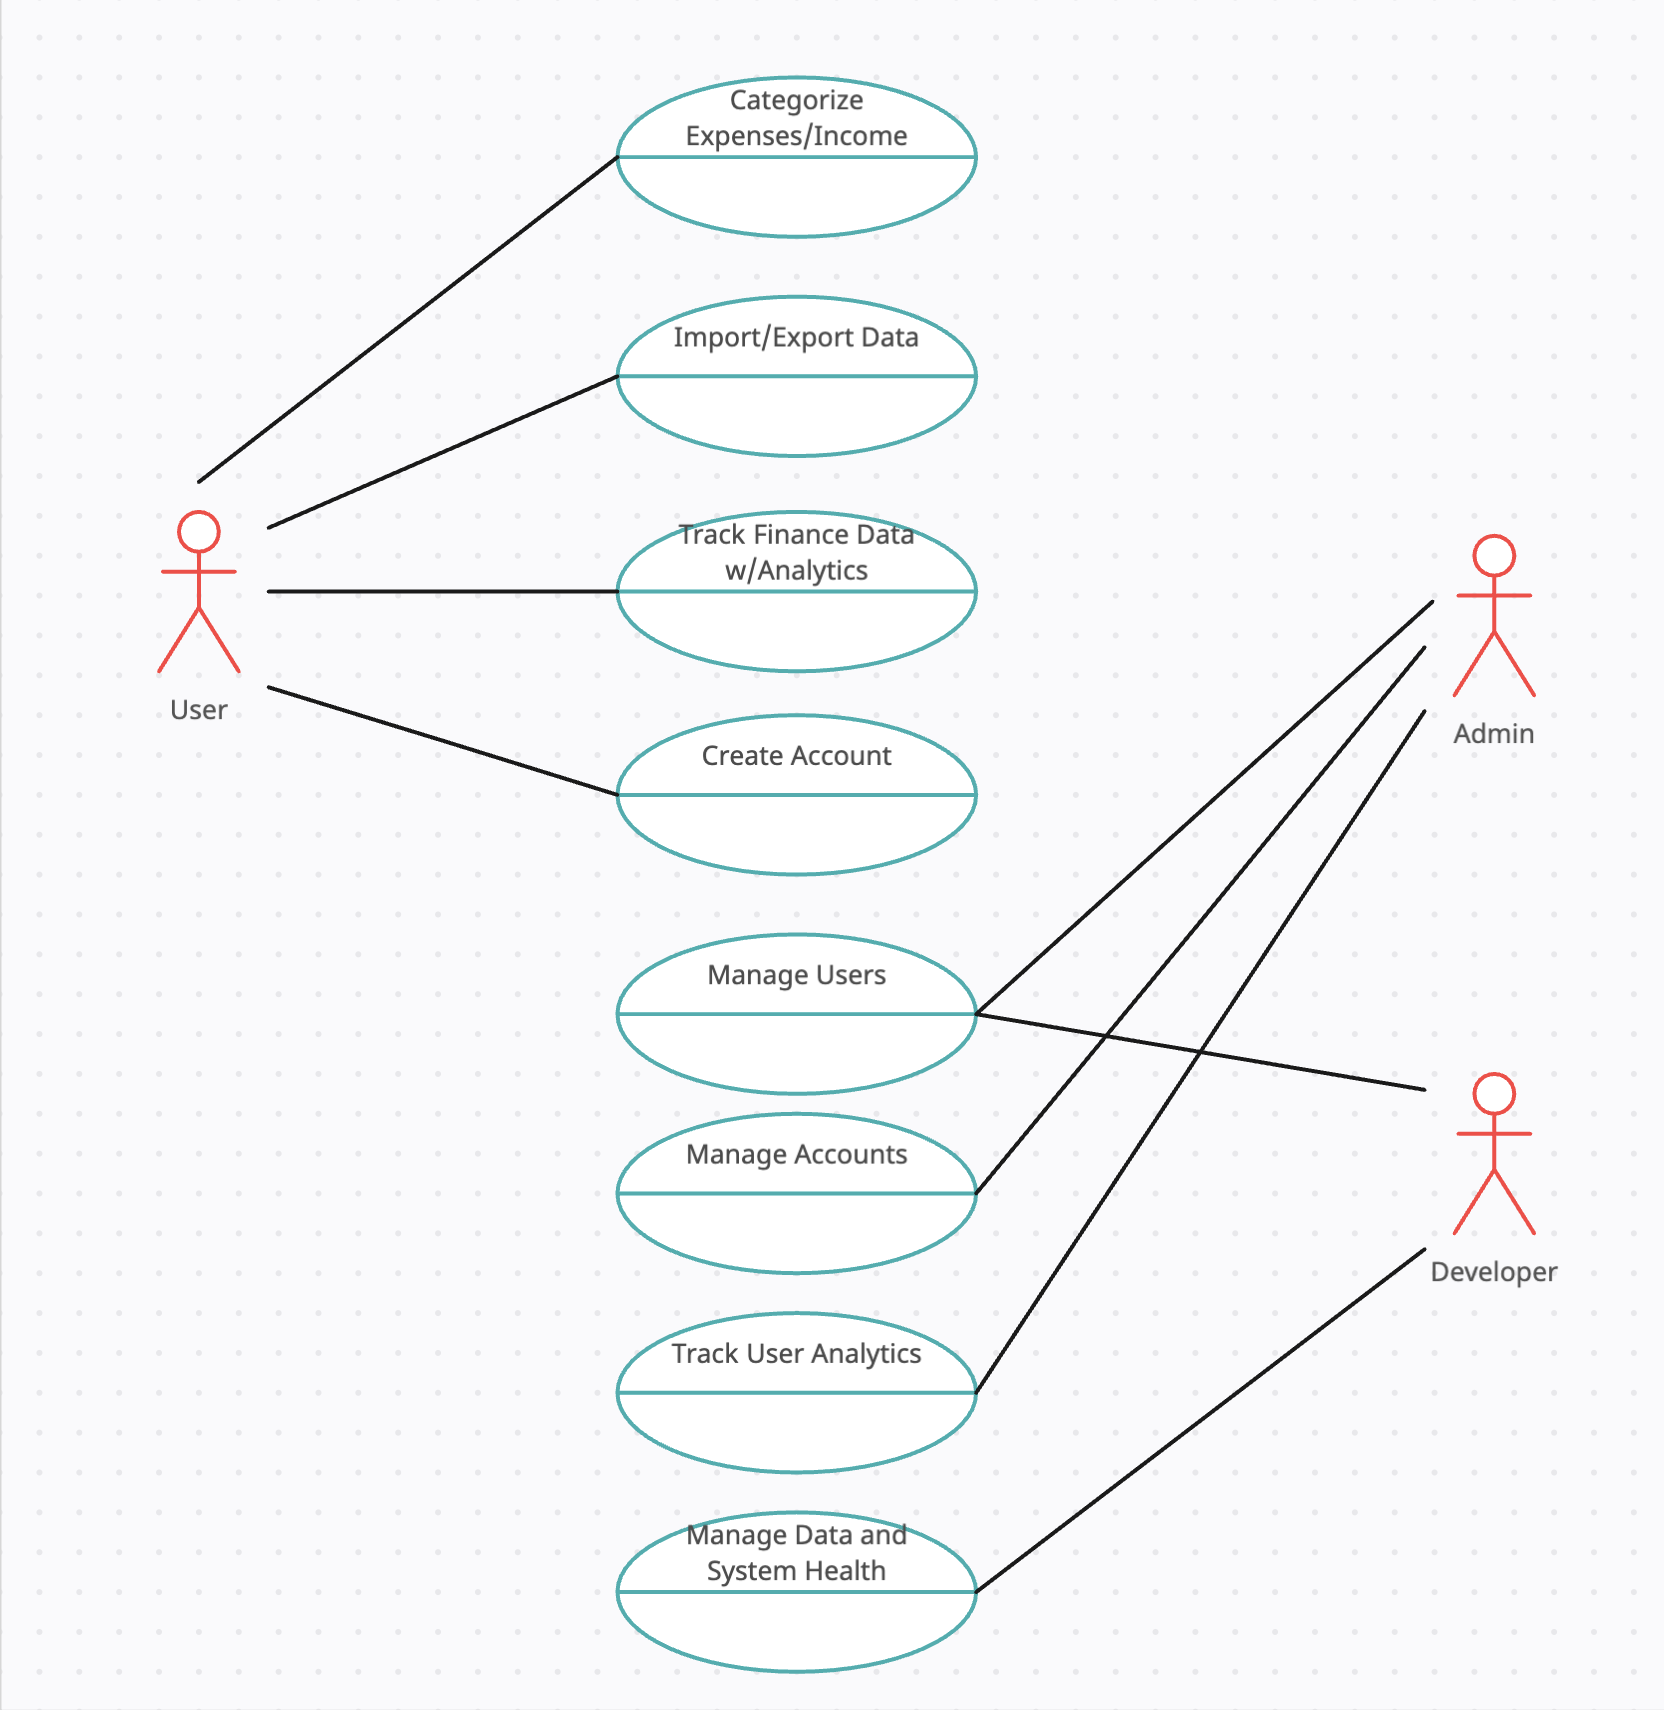 Categorize
Expenses/Income
Import/Export Data
Track Finance Data
w/Analytics
User
Create Account
Admin
Manage Users
Manage Accounts
Developer
Track User Analytics
Manage Data and
System Health